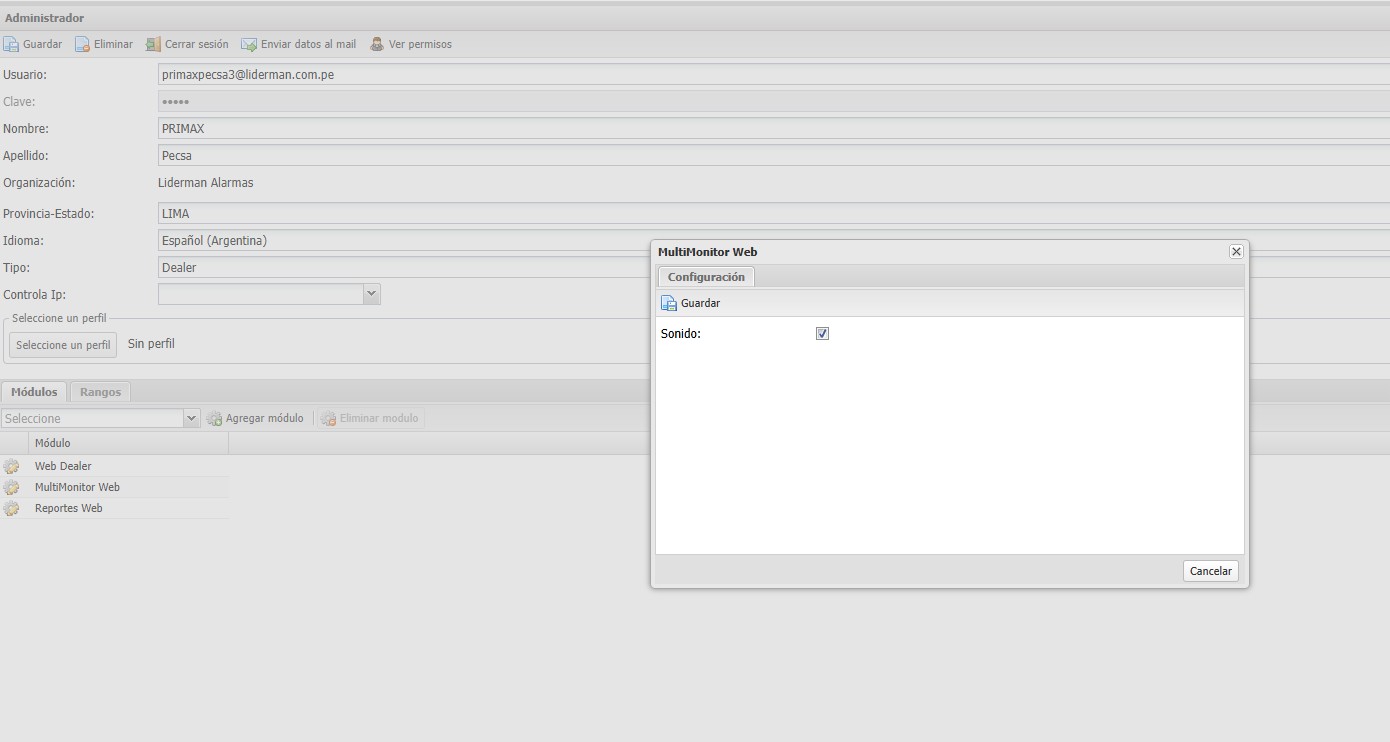 Administrador
Guardar Eliminar Cerrar sesión Enviar datos al mail Ver permisos
Usuario: primaxpecsa3@liderman.com.pe
Clave: •••••
Nombre: PRIMAX
Apellido: Pecsa
Organización: Liderman Alarmas
Provincia-Estado: LIMA
Idioma: Español (Argentina)
Tipo: Dealer
Controla Ip:
Seleccione un perfil
Seleccione un perfil Sin perfil
Módulos Rangos
Seleccione Agregar módulo Eliminar modulo
Módulo
Web Dealer
MultiMonitor Web
Reportes Web
MultiMonitor Web
Configuración
Guardar
Sonido:
Cancelar